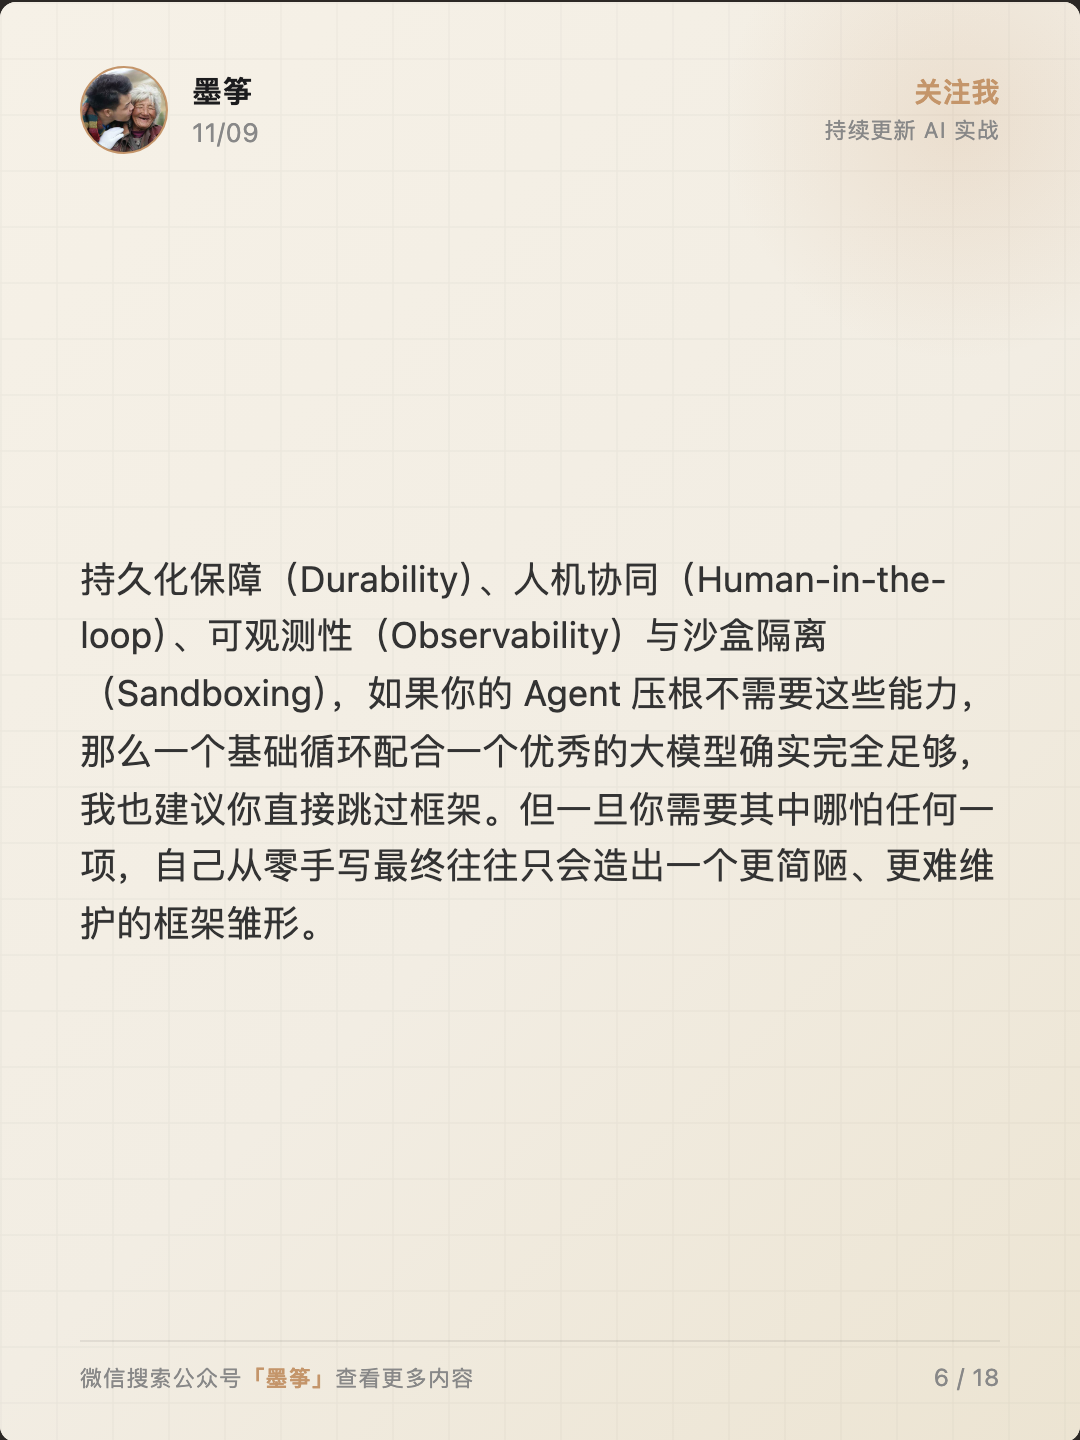 墨筝
11/09
关注我
持续更新 AI 实战
持久化保障（Durability）、人机协同（Human-in-the-
loop）、可观测性（Observability）与沙盒隔离
（Sandboxing），如果你的 Agent 压根不需要这些能力，
那么一个基础循环配合一个优秀的大模型确实完全足够，
我也建议你直接跳过框架。但一旦你需要其中哪怕任何一
项，自己从零手写最终往往只会造出一个更简陋、更难维
护的框架雏形。
微信搜索公众号「墨筝」查看更多内容
6 / 18